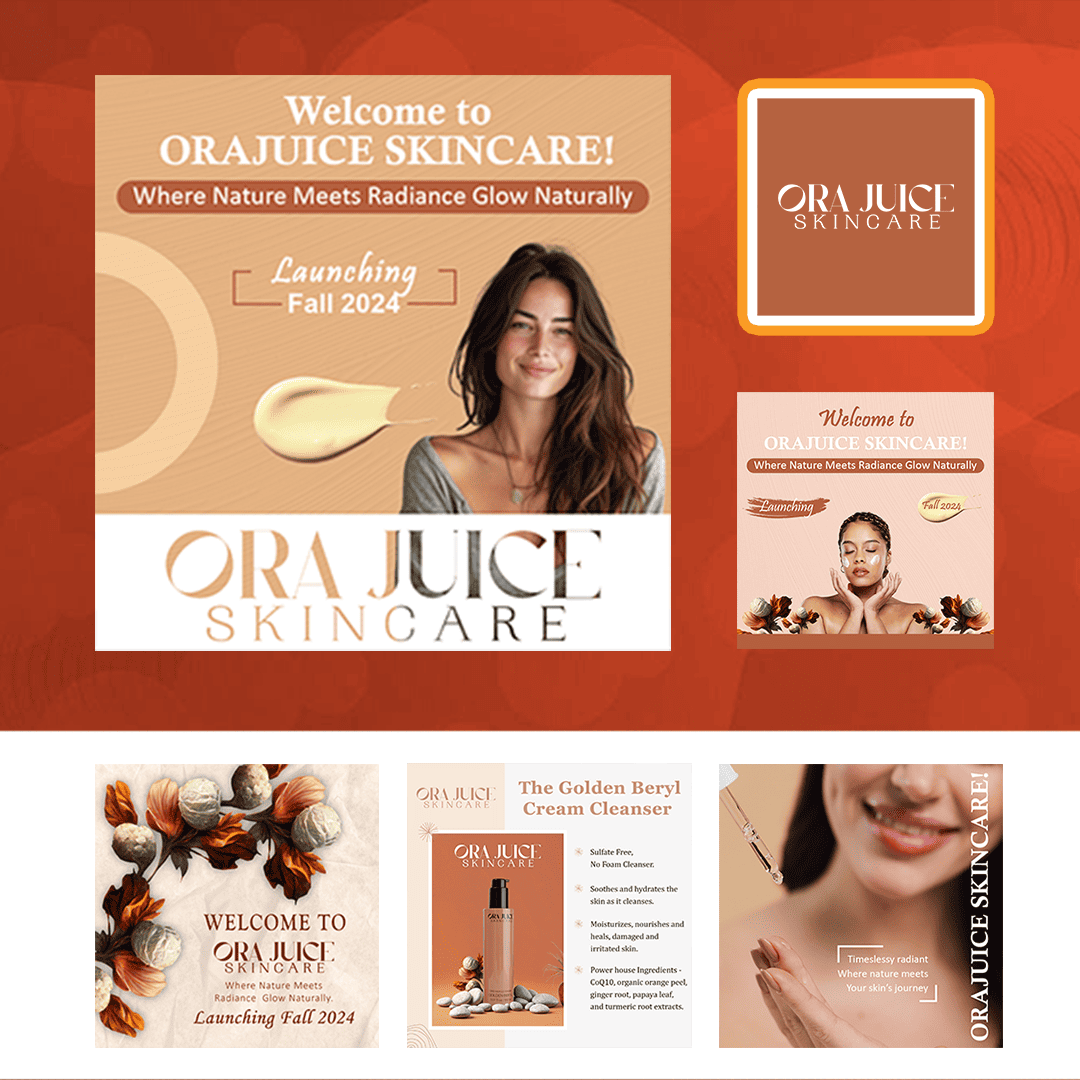 Welcome to
ORAJUICE SKINCARE!
Where Nature Meets Radiance Glow Naturally
Launching
Fall 2024
ORA JUICE
SKINCARE
ORA JUICE
SKINCARE
Welcome to
ORAJUICE SKINCARE!
Where Nature Meets Radiance Glow Naturally
Launching
Fall 2024
WELCOME TO
ORA JUICE
SKINCARE
Where Nature Meets
Radiance Glow Naturally.
Launching Fall 2024
ORA JUICE
SKINCARE
The Golden Beryl
Cream Cleanser
ORA JUICE
SKINCARE
ORA JUIC
Sulfate Free,
No Foam Cleanser.
Soothes and hydrates the
skin as it cleanses.
Moisturizes, nourishes and
heals, damaged and
irritated skin.
Power house Ingredients -
CoQ10, organic orange peel,
ginger root, papaya leaf,
and turmeric root extracts.
Timeslessy radiant
Where nature meets
Your skin's journey
ORAJUICE SKINCARE!